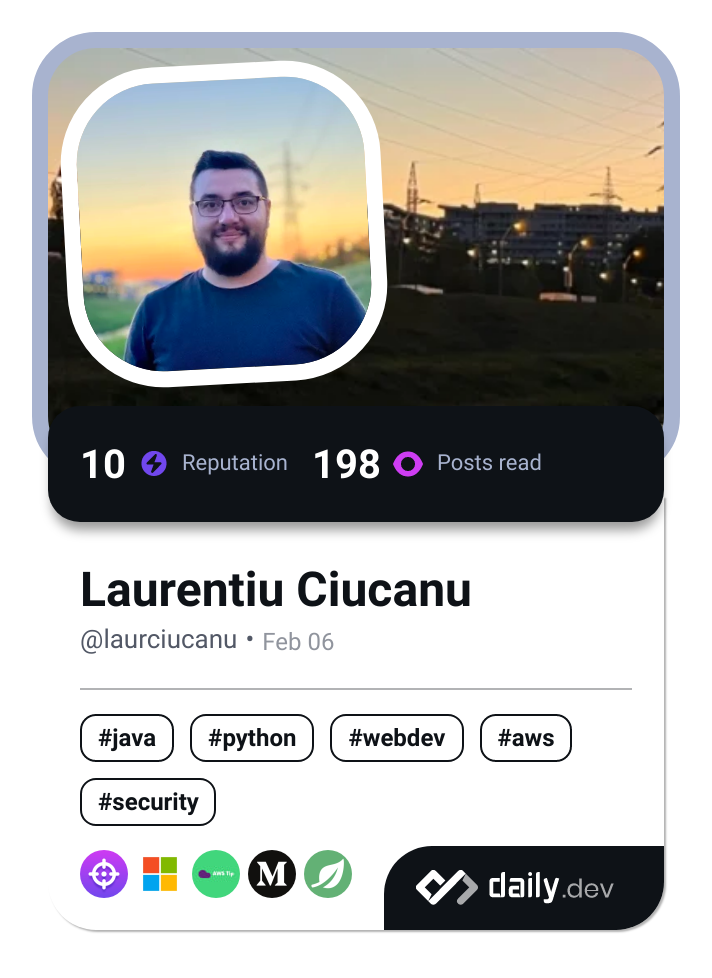 10 Reputation 198 Posts read
Laurentiu Ciucanu
@laurciucanu • Feb 06
#java #python #webdev #aws
#security
AWS Tip M daily.dev